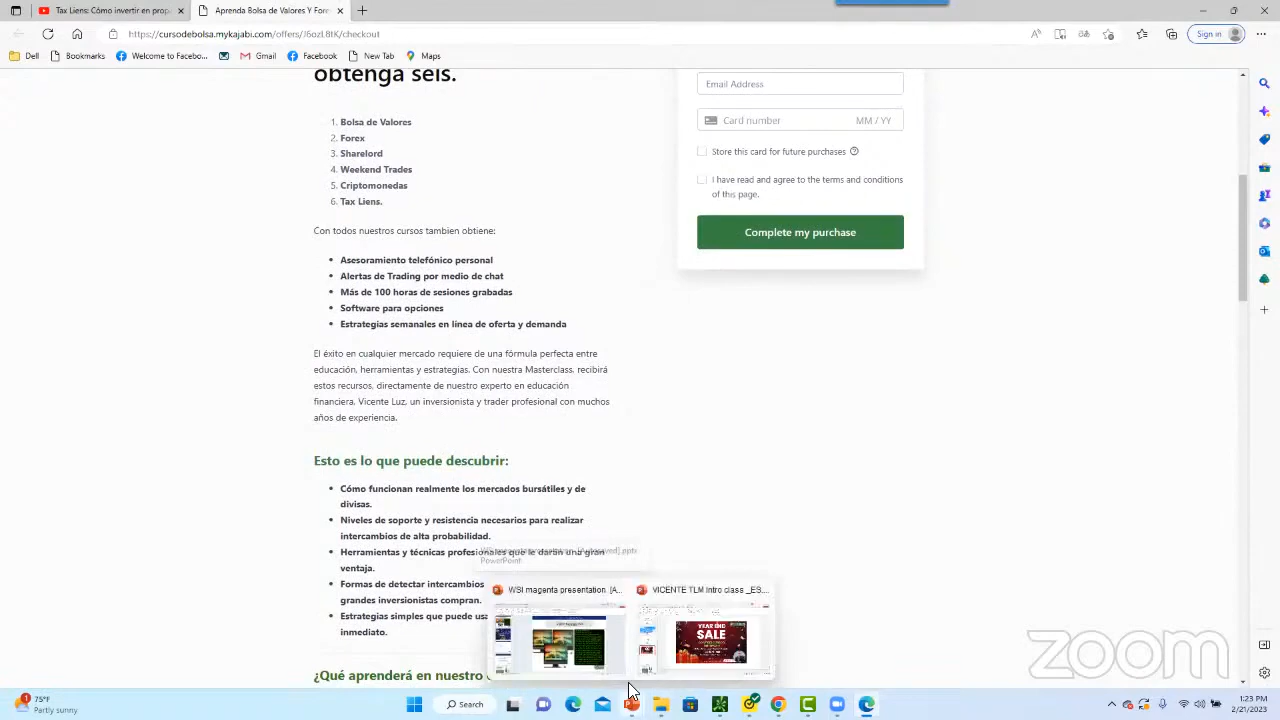 Tax Liens: Cómo invertir en prop
Aprenda Bolsa de Valores Y Fore
https://cursodebolsa.mykajabi.com/offers/J6ozL8tK/checkout
Sign in
Dell
Bookmarks
Welcome to Facebo...
Gmail
Facebook
Maps
obtenga seis.
Email Address
Card number MM / YY
Store this card for future purchases
I have read and agree to the terms and conditions
of this page.
Complete my purchase
1. Bolsa de Valores
2. Forex
3. Sharelord
4. Weekend Trades
5. Criptomonedas
6. Tax Liens.
Con todos nuestros cursos tambien obtiene:
• Asesoramiento telefónico personal
• Alertas de Trading por medio de chat
• Más de 100 horas de sesiones grabadas
• Software para opciones
• Estrategias semanales en línea de oferta y demanda
El éxito en cualquier mercado requiere de una fórmula perfecta entre
educación, herramientas y estrategias. Con nuestra Masterclass, recibirá
estos recursos, directamente de nuestro experto en educación
financiera, Vicente Luz, un inversionista y trader profesional con muchos
años de experiencia.
Esto es lo que puede descubrir:
• Cómo funcionan realmente los mercados bursátiles y de
divisas.
• Niveles de soporte y resistencia necesarios para realizar
intercambios de alta probabilidad.
• Herramientas y técnicas profesionales que le darán una gran
ventaja.
• Formas de detectar intercambios
grandes inversionistas compran.
• Estrategias simples que puede usa
inmediato.
¿Qué aprenderá en nuestro
PowerPoint
WSI magenta presentation [A...
VICENTE TLM Intro class _ES...
YEAR END
SALE
zoom
75°F
Partly sunny
Search
1:23 PM
2/21/2023